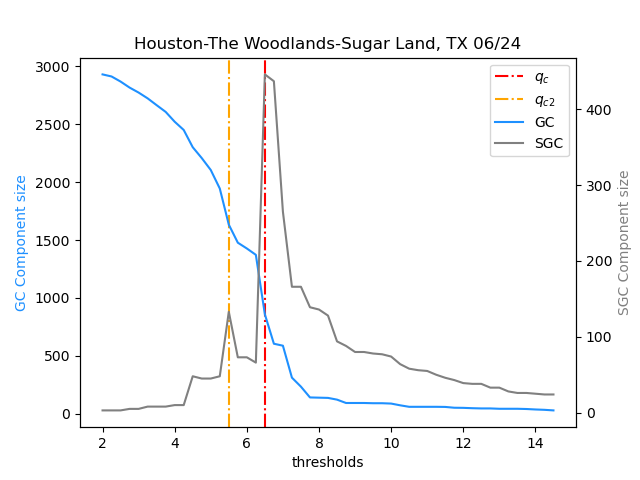 Houston-The Woodlands-Sugar Land, TX 06/24
q_c
q_c2
GC
SGC
GC Component size
3000
2500
2000
1500
1000
500
0
SGC Component size
400
300
200
100
0
2 4 6 8 10 12 14
thresholds